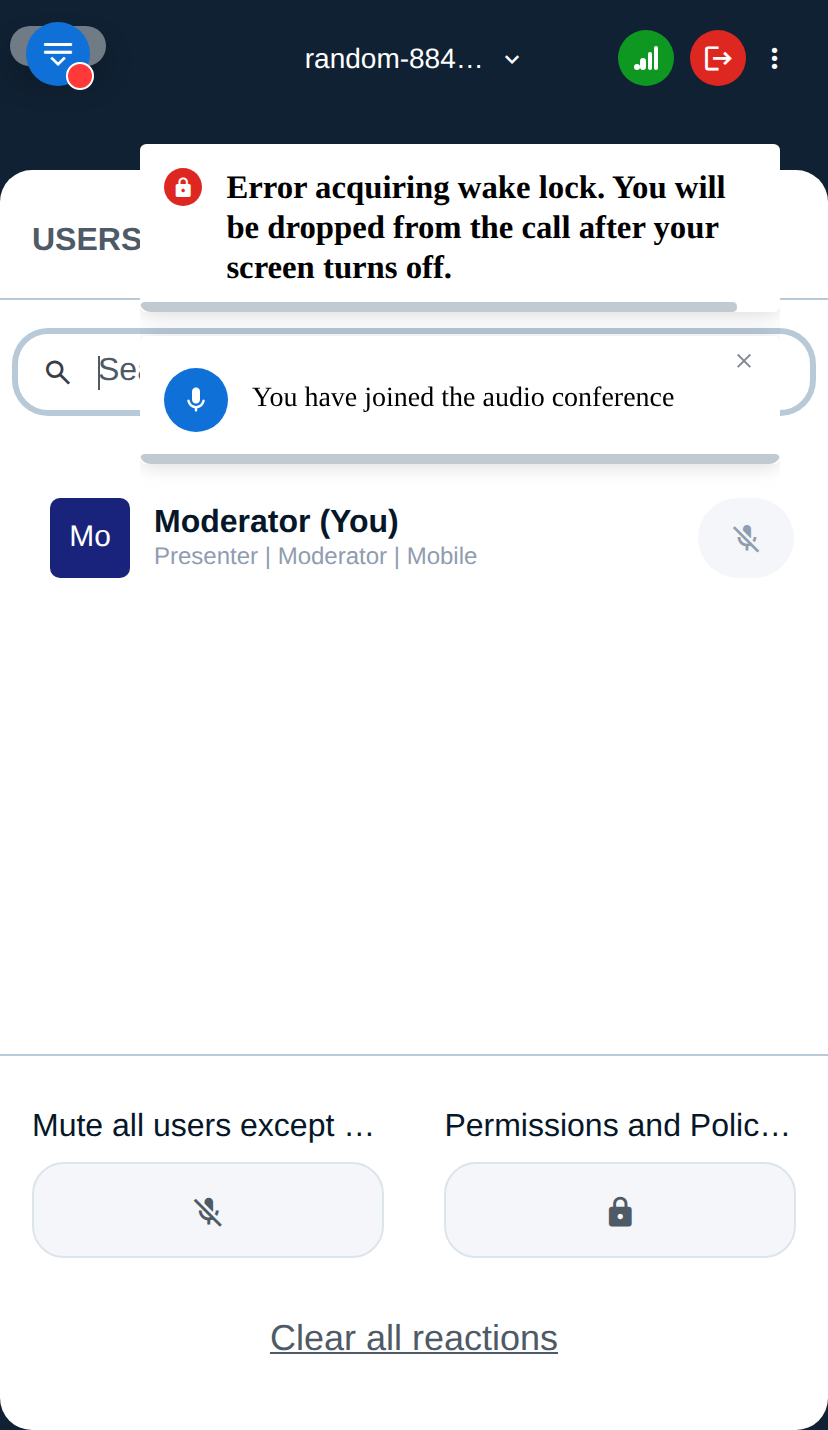 random-884…
Error acquiring wake lock. You will
be dropped from the call after your
screen turns off.
USERS
Sea
You have joined the audio conference
Mo
Moderator (You)
Presenter | Moderator | Mobile
Mute all users except …
Permissions and Polic…
Clear all reactions